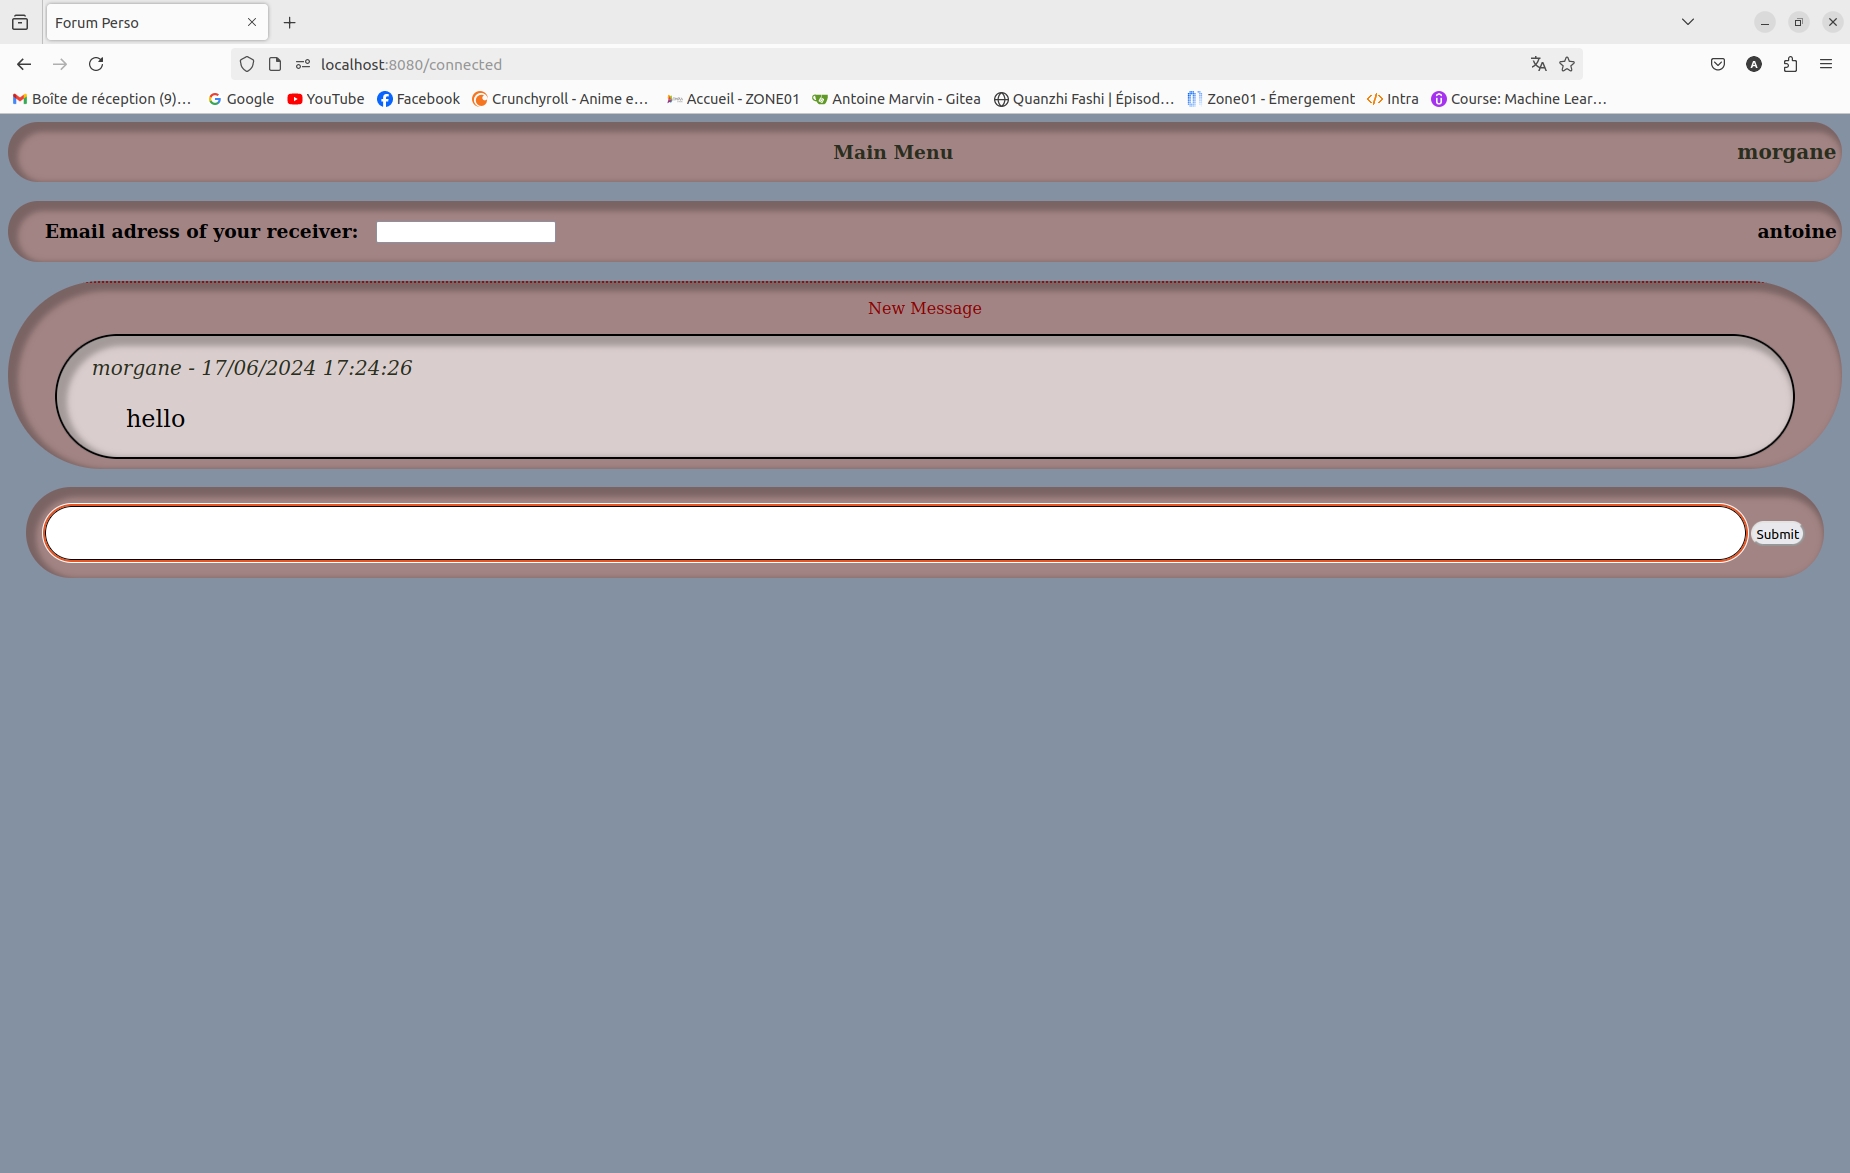 Forum Perso
localhost:8080/connected
A
Boîte de réception (9)… Google YouTube Facebook Crunchyroll - Anime e… Accueil - ZONE01 Antoine Marvin - Gitea Quanzhi Fashi | Épisod… Zone01 - Émergement Intra Course: Machine Lear…
Main Menu morgane
Email adress of your receiver: antoine
New Message
morgane - 17/06/2024 17:24:26
hello
Submit